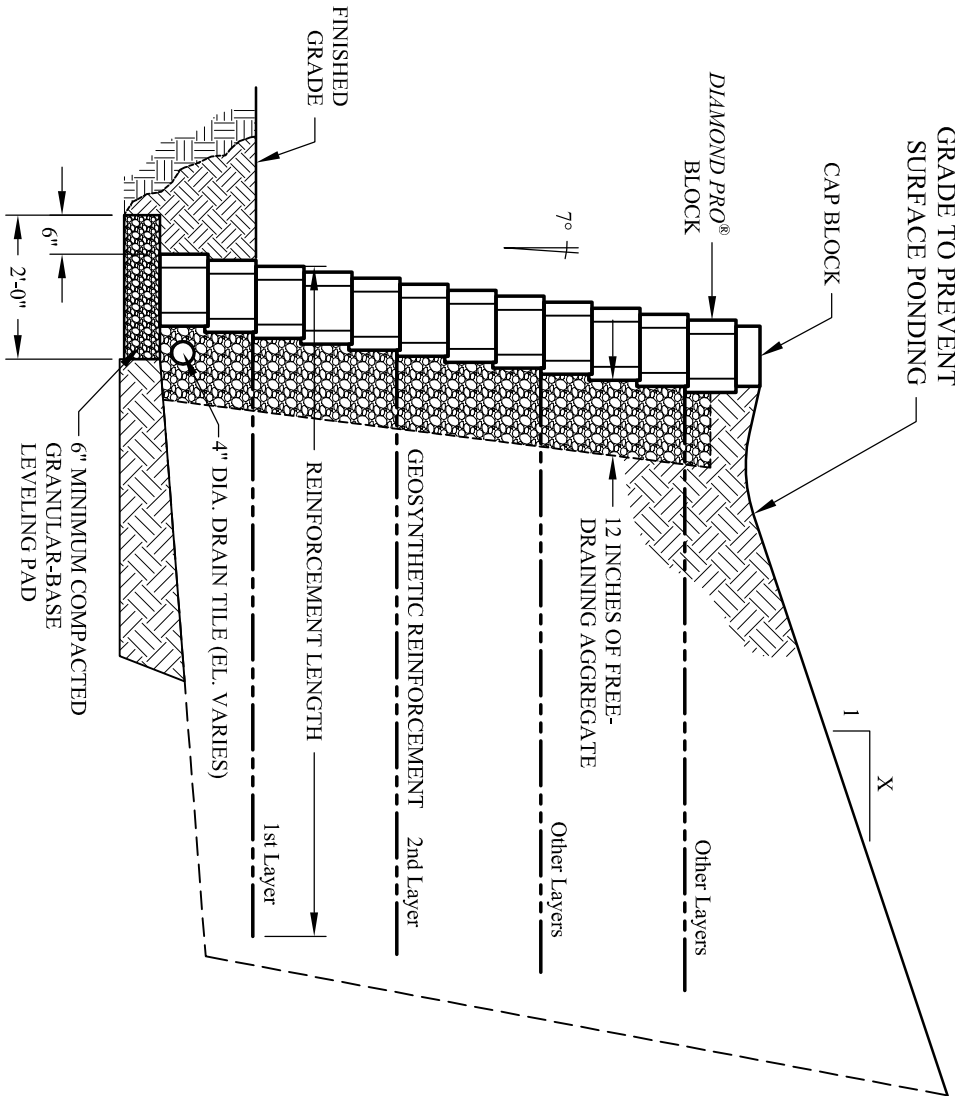 GRADE TO PREVENT
SURFACE PONDING
CAP BLOCK
DIAMOND PRO®
BLOCK
7°
1
X
Other Layers
12 INCHES OF FREE-
DRAINING AGGREGATE
Other Layers
GEOSYNTHETIC REINFORCEMENT
2nd Layer
REINFORCEMENT LENGTH
1st Layer
FINISHED
GRADE
4" DIA. DRAIN TILE (EL. VARIES)
6"
2'-0"
6" MINIMUM COMPACTED
GRANULAR-BASE
LEVELING PAD